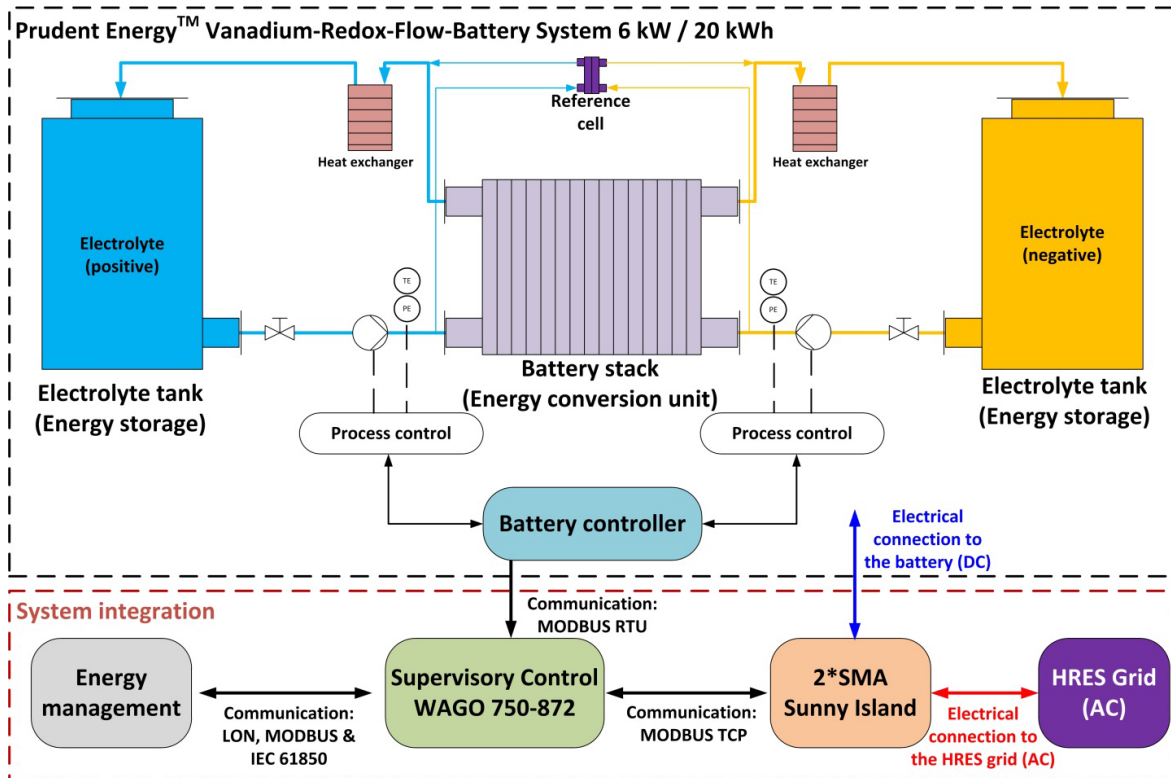 Prudent Energy™ Vanadium-Redox-Flow-Battery System 6 kW / 20 kWh
Reference
cell
Heat exchanger
Heat exchanger
Electrolyte
(positive)
Electrolyte
(negative)
TE
PE
TE
PE
Electrolyte tank
(Energy storage)
Battery stack
(Energy conversion unit)
Electrolyte tank
(Energy storage)
Process control
Process control
Battery controller
Electrical
connection to
the battery (DC)
System integration
Communication:
MODBUS RTU
Energy
management
Supervisory Control
WAGO 750-872
2*SMA
Sunny Island
HRES Grid
(AC)
Communication:
LON, MODBUS &
IEC 61850
Communication:
MODBUS TCP
Electrical
connection to
the HRES grid (AC)